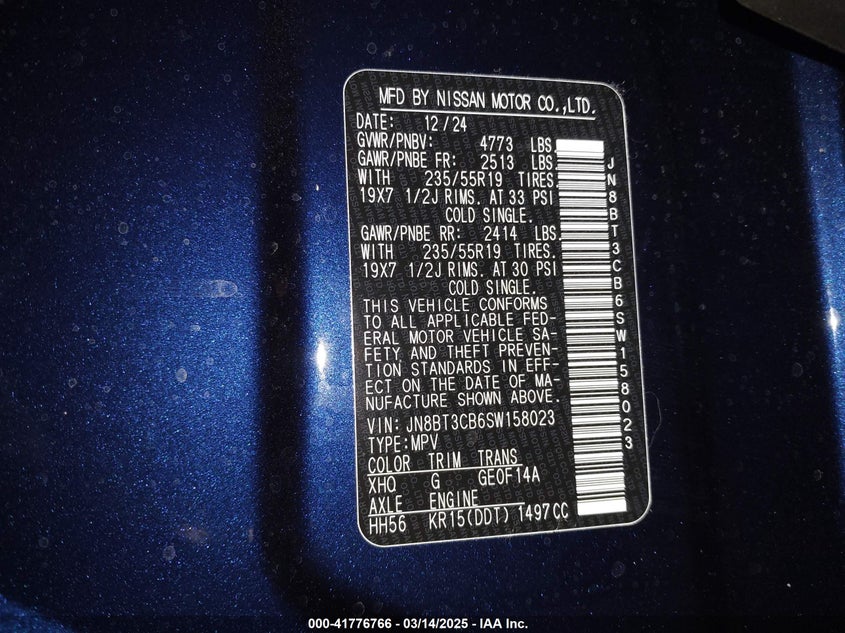 MFD BY NISSAN MOTOR CO.,LTD.
DATE: 12/24
GVWR/PNBV: 4773 LBS
GAWR/PNBE FR: 2513 LBS.
WITH 235/55R19 TIRES.
19X7 1/2J RIMS. AT 33 PSI
COLD SINGLE.
GAWR/PNBE RR: 2414 LBS.
WITH 235/55R19 TIRES.
19X7 1/2J RIMS. AT 30 PSI
COLD SINGLE.
THIS VEHICLE CONFORMS
TO ALL APPLICABLE FED-
ERAL MOTOR VEHICLE SA-
FETY AND THEFT PREVEN-
TION STANDARDS IN EFF-
ECT ON THE DATE OF MA-
NUFACTURE SHOWN ABOVE.
VIN: JN8BT3CB6SW158023
TYPE:MPV
COLOR TRIM TRANS
XHO G GEOF14A
AXLE ENGINE
HH56 KR15(DDT) 1497CC
JN8BT3CB6SW158023
000-41776766 - 03/14/2025 - IAA Inc.